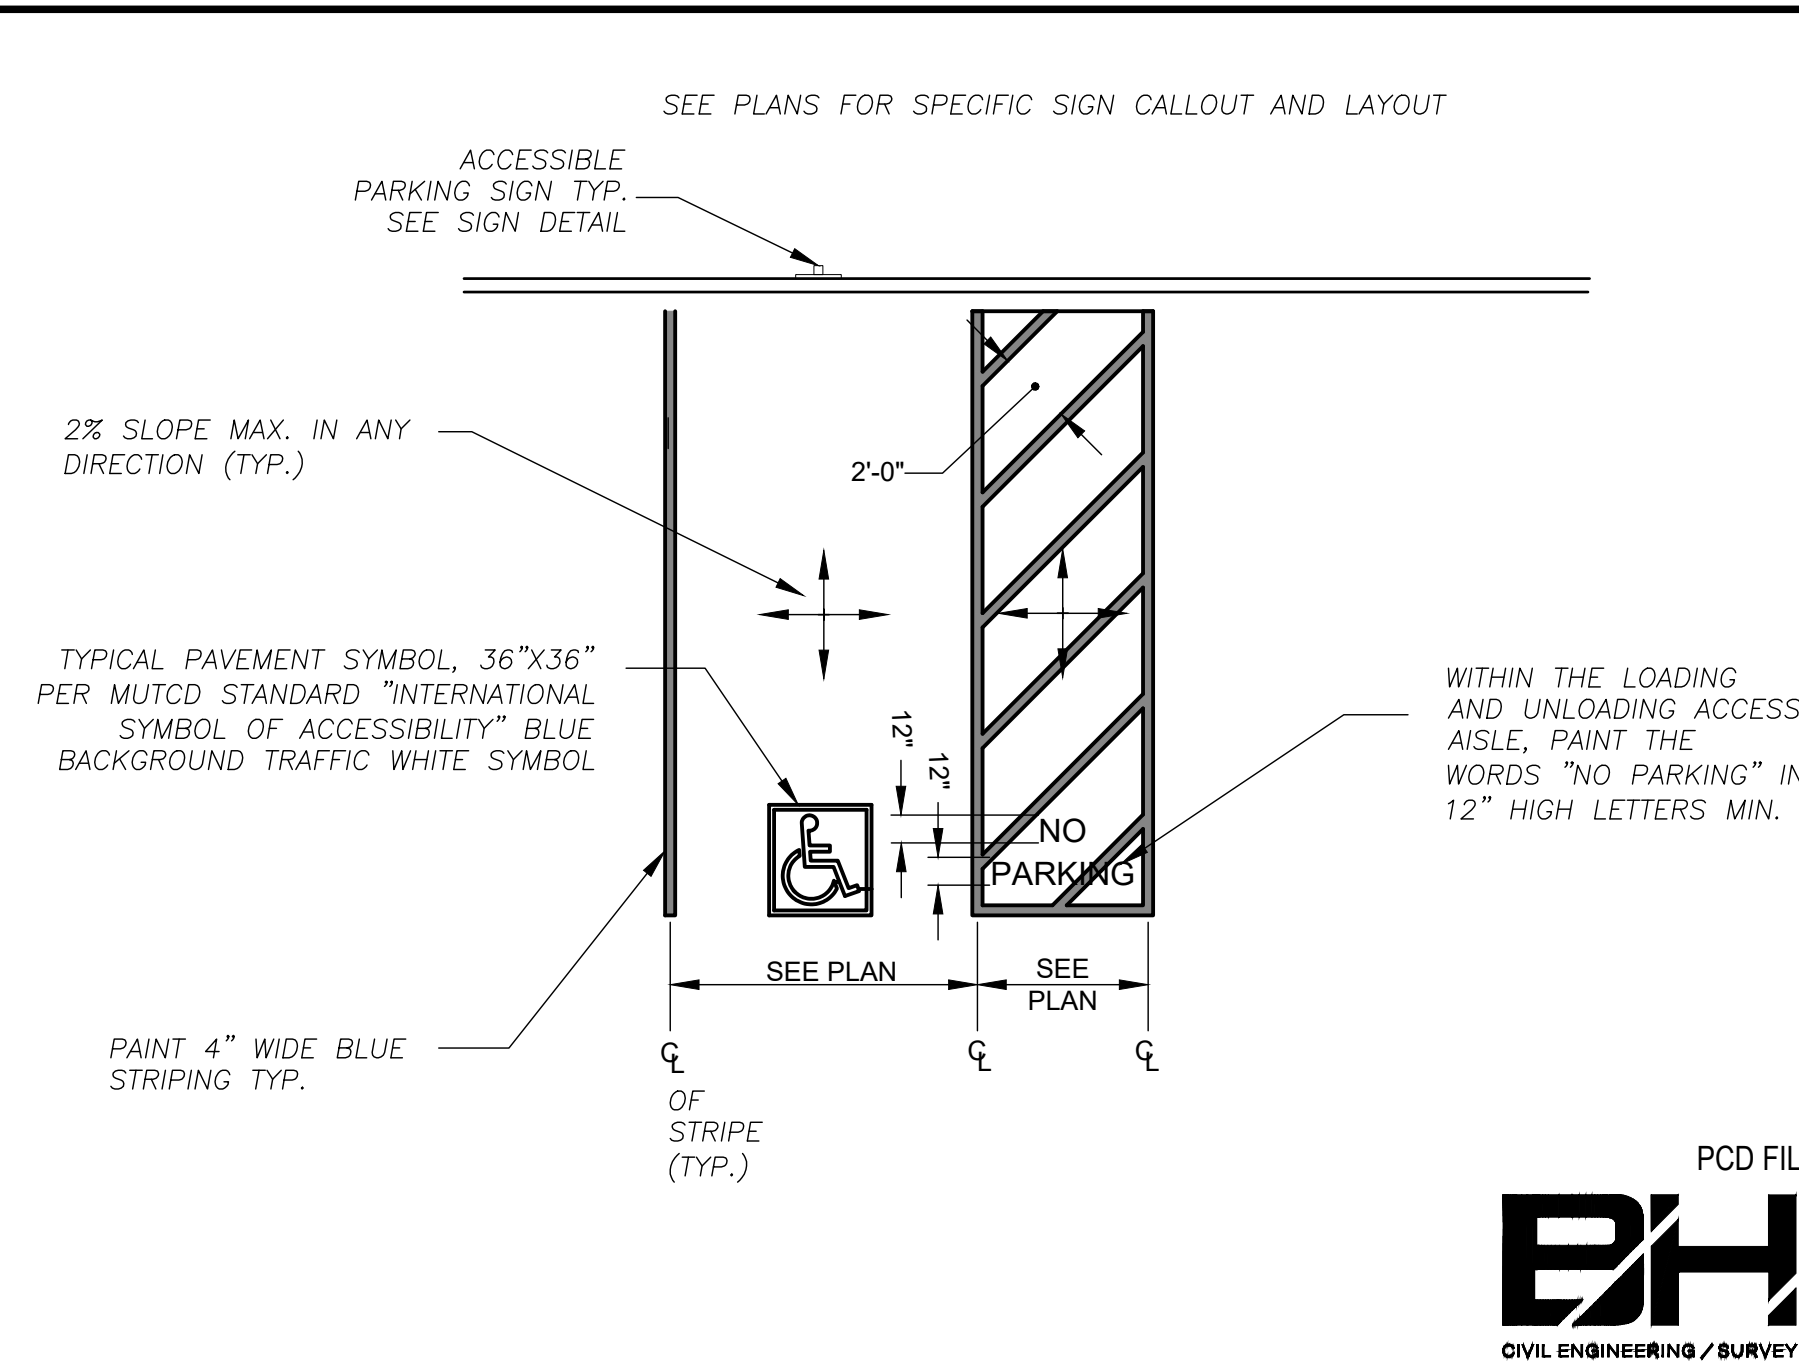 SEE PLANS FOR SPECIFIC SIGN CALLOUT AND LAYOUT
ACCESSIBLE
PARKING SIGN TYP.
SEE SIGN DETAIL
2% SLOPE MAX. IN ANY
DIRECTION (TYP.)
2'-0"
TYPICAL PAVEMENT SYMBOL, 36"X36"
PER MUTCD STANDARD "INTERNATIONAL
SYMBOL OF ACCESSIBILITY" BLUE
BACKGROUND TRAFFIC WHITE SYMBOL
12"
12"
NO
PARKING
WITHIN THE LOADING
AND UNLOADING ACCESS
AISLE, PAINT THE
WORDS "NO PARKING" IN
12" HIGH LETTERS MIN.
SEE PLAN
SEE
PLAN
PAINT 4" WIDE BLUE
STRIPING TYP.
℄
℄
℄
OF
STRIPE
(TYP.)
PCD FIL
BH
CIVIL ENGINEERING / SURVEY